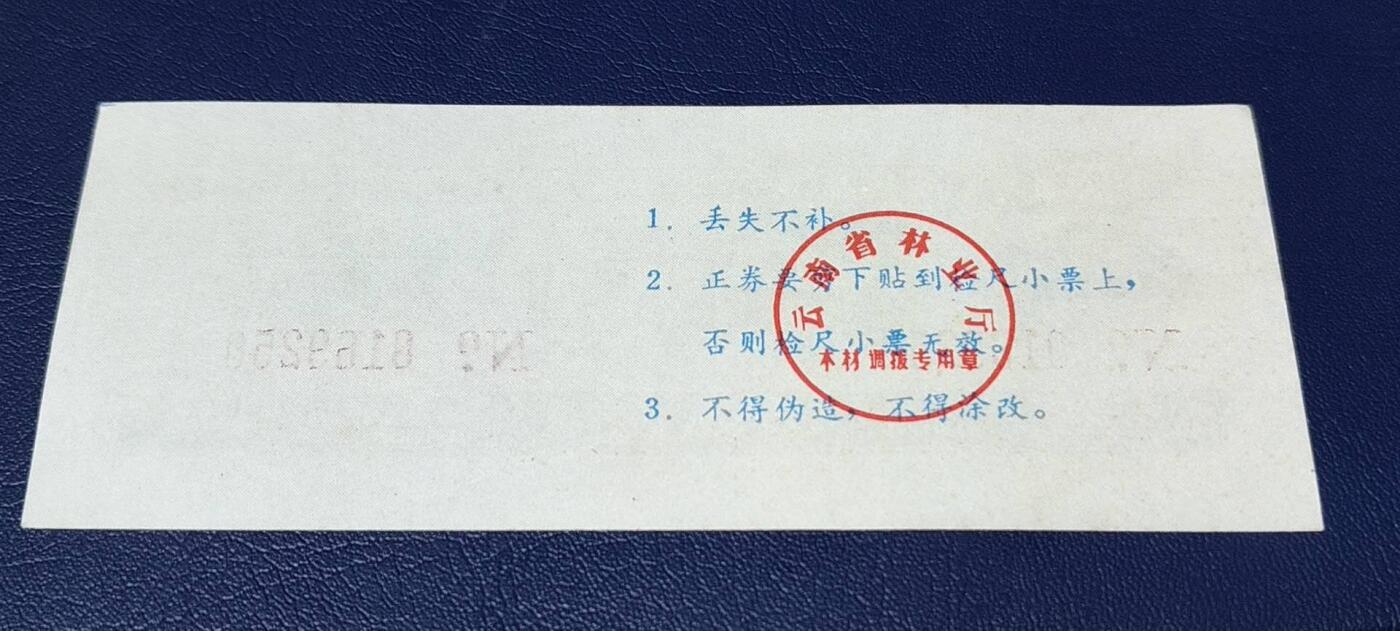 1. 丢失不补。
2. 正券要剪下贴到检尺小票上,
否则检尺小票无效。
3. 不得伪造,不得涂改。
云南省林业厅
木材调拨专用章